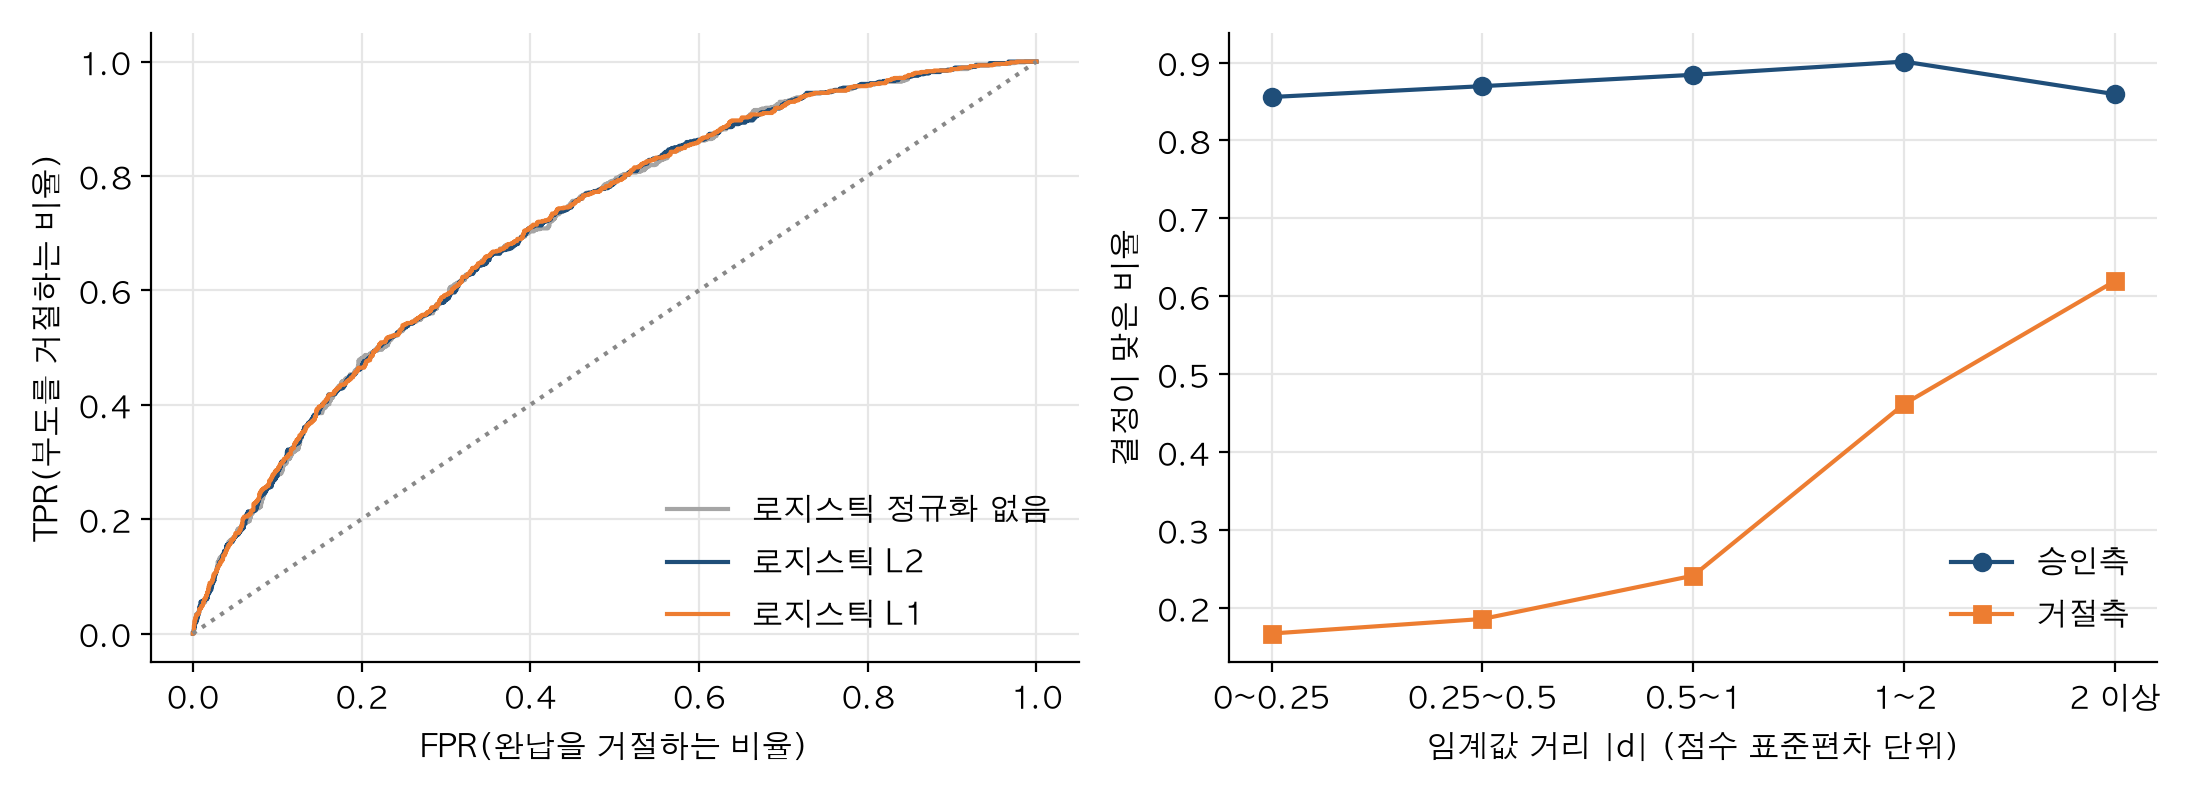 TPR(부도를 거절하는 비율)
1.0
0.8
0.6
0.4
0.2
0.0
로지스틱 정규화 없음
로지스틱 L2
로지스틱 L1
0.0 0.2 0.4 0.6 0.8 1.0
FPR(완납을 거절하는 비율)
결정이 맞은 비율
0.9
0.8
0.7
0.6
0.5
0.4
0.3
0.2
승인측
거절측
0~0.25 0.25~0.5 0.5~1 1~2 2 이상
임계값 거리 |d| (점수 표준편차 단위)